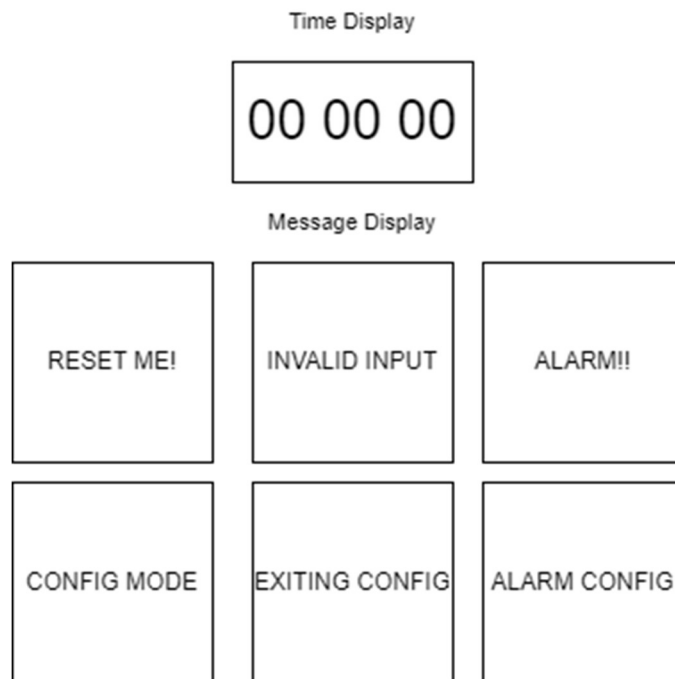 Time Display
00 00 00
Message Display
RESET ME!
INVALID INPUT
ALARM!!
CONFIG MODE
EXITING CONFIG
ALARM CONFIG